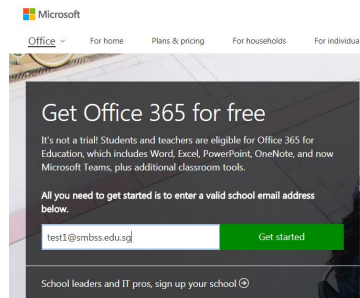 Microsoft
Office For home Plans & pricing For households For individua
Get Office 365 for free
It's not a trial! Students and teachers are eligible for Office 365 for
Education, which includes Word, Excel, PowerPoint, OneNote, and now
Microsoft Teams, plus additional classroom tools.
All you need to get started is to enter a valid school email address
below.
test1@smbss.edu.sg Get started
School leaders and IT pros, sign up your school